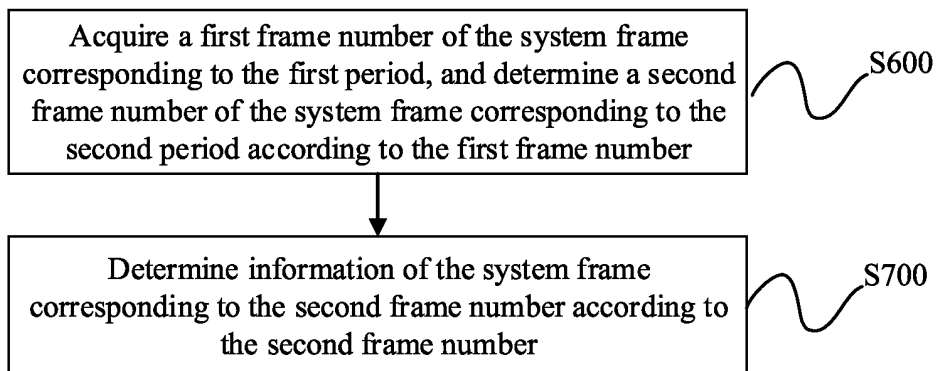 Acquire a first frame number of the system frame
corresponding to the first period, and determine a second
frame number of the system frame corresponding to the
second period according to the first frame number
S600
Determine information of the system frame
corresponding to the second frame number according to
the second frame number
S700